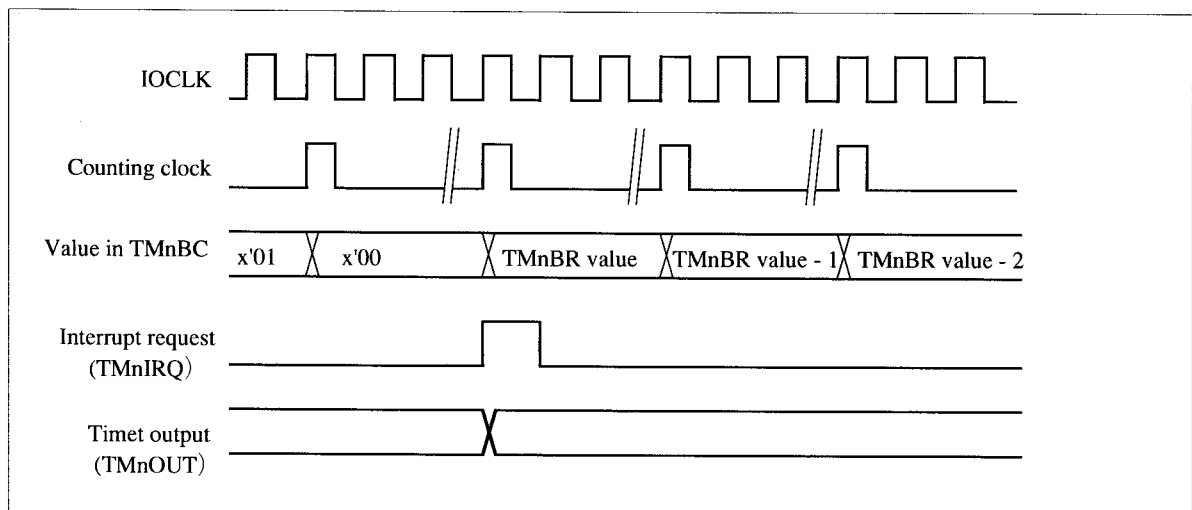 IOCLK
Counting clock
Value in TMnBC
x'01 x'00 TMnBR value TMnBR value - 1 TMnBR value - 2
Interrupt request
(TMnIRQ)
Timet output
(TMnOUT)